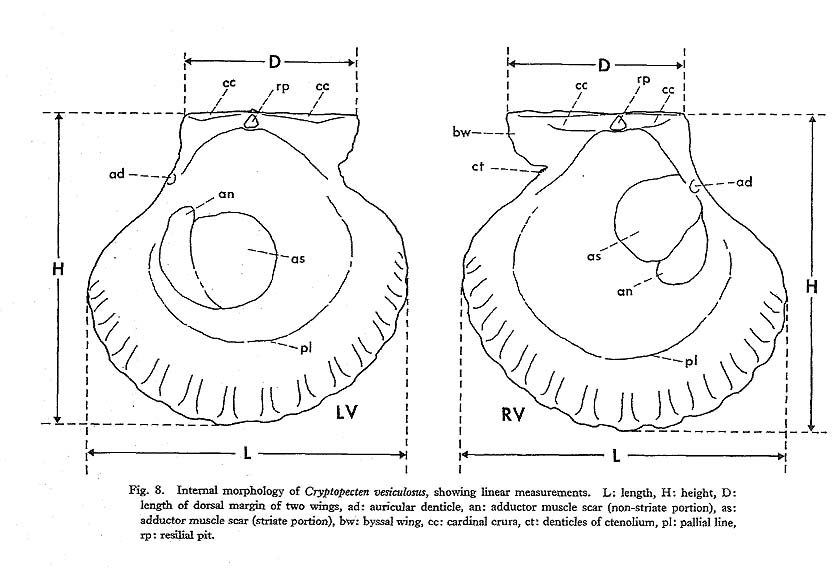 D
D
cc
rp
cc
cc
rp
cc
bw
ct
ad
ad
an
as
as
an
H
H
pl
pl
LV
RV
L
L
Fig. 8. Internal morphology of Cryptopecten vesiculosus, showing linear measurements. L: length, H: height, D:
length of dorsal margin of two wings, ad: auricular denticle, an: adductor muscle scar (non-striate portion), as:
adductor muscle scar (striate portion), bw: byssal wing, cc: cardinal crura, ct: denticles of ctenolium, pl: pallial line,
rp: resilial pit.